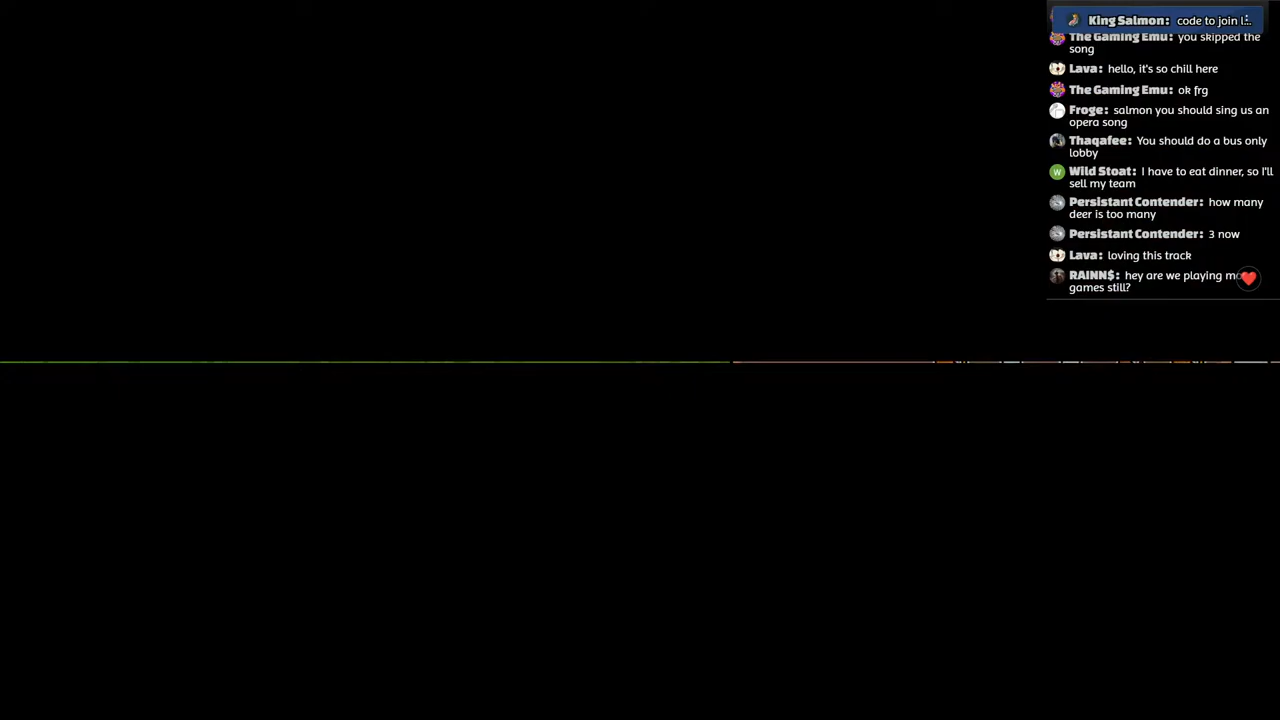 King Salmon: code to join l...
The Gaming Emu: you skipped the
song
Lava: hello, it's so chill here
The Gaming Emu: ok frg
Froge: salmon you should sing us an
opera song
Thaqafee: You should do a bus only
lobby
W Wild Stoat: I have to eat dinner, so I'll
sell my team
Persistant Contender: how many
deer is too many
Persistant Contender: 3 now
Lava: loving this track
RAINN$: hey are we playing
games still?